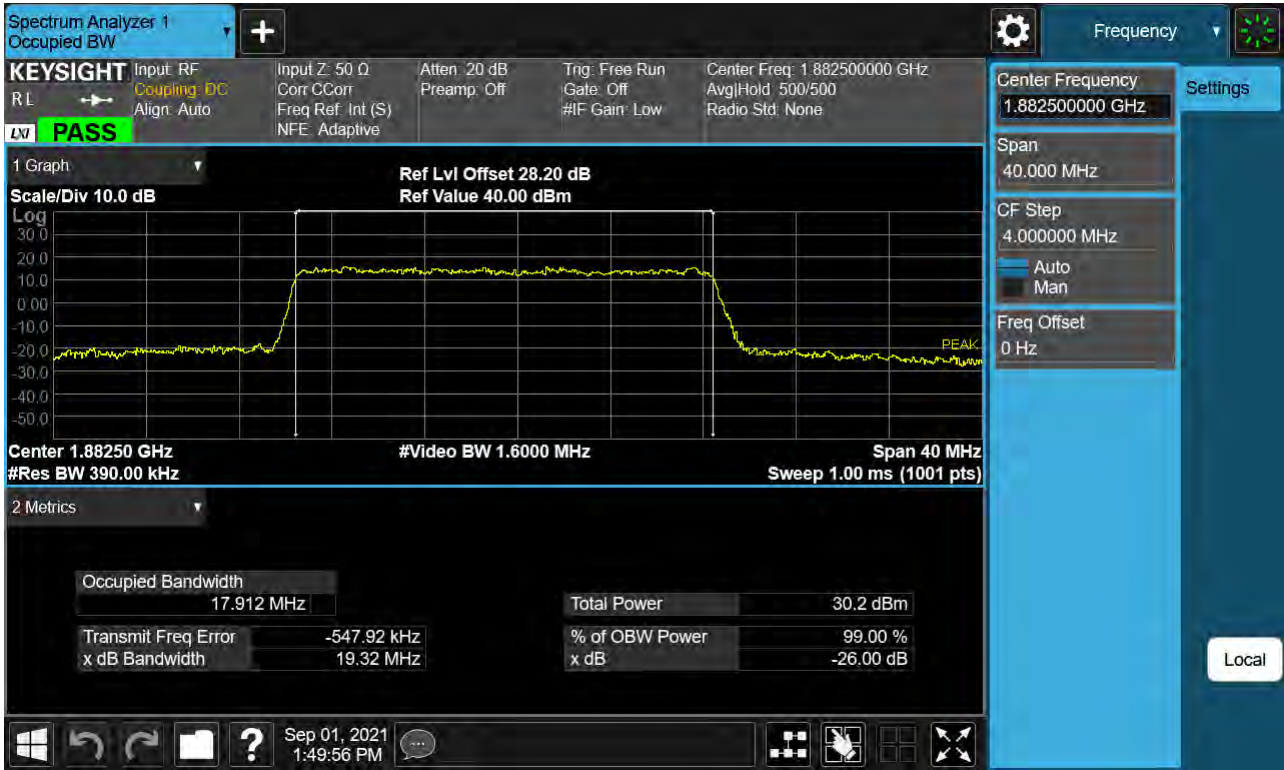 Spectrum Analyzer 1
Occupied BW
+
Frequency
KEYSIGHT
RL
LXI
PASS
Input: RF
Coupling: DC
Align: Auto
Input Z: 50 Ω
Corr CCorr
Freq Ref: Int (S)
NFE: Adaptive
Atten: 20 dB
Preamp: Off
Trig: Free Run
Gate: Off
#IF Gain: Low
Center Freq: 1.882500000 GHz
Avg|Hold: 500/500
Radio Std: None
Center Frequency
1.882500000 GHz
Settings
Span
40.000 MHz
CF Step
4.000000 MHz
Auto
Man
Freq Offset
0 Hz
Local
1 Graph
Scale/Div 10.0 dB
Ref Lvl Offset 28.20 dB
Ref Value 40.00 dBm
Log
30.0
20.0
10.0
0.00
-10.0
-20.0
-30.0
-40.0
-50.0
PEAK
Center 1.88250 GHz
#Video BW 1.6000 MHz
Span 40 MHz
#Res BW 390.00 kHz
Sweep 1.00 ms (1001 pts)
2 Metrics
Occupied Bandwidth
17.912 MHz
Total Power 30.2 dBm
Transmit Freq Error -547.92 kHz
% of OBW Power 99.00 %
x dB Bandwidth 19.32 MHz
x dB -26.00 dB
?
Sep 01, 2021
1:49:56 PM